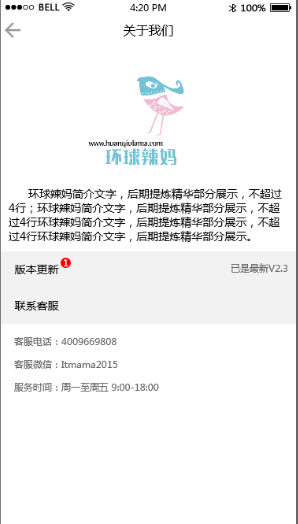 BELL 4:20 PM 100%
关于我们
www.huanqiulama.com
环球辣妈
环球辣妈简介文字，后期提炼精华部分展示，不超过
4行；环球辣妈简介文字，后期提炼精华部分展示，不超
过4行环球辣妈简介文字，后期提炼精华部分展示，不超
过4行环球辣妈简介文字，后期提炼精华部分展示。
版本更新 1 已是最新V2.3
联系客服
客服电话：4009669808
客服微信：Itmama2015
服务时间：周一至周五 9:00-18:00